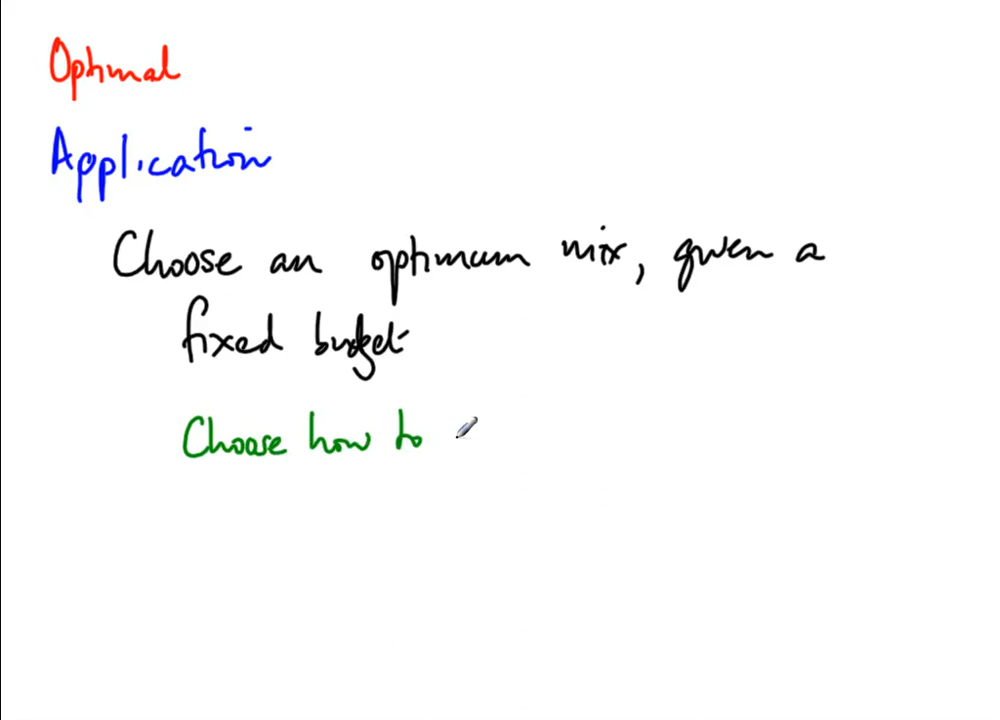 Optimal
Application
Choose an optimum mix, given a
fixed budget
Choose how to